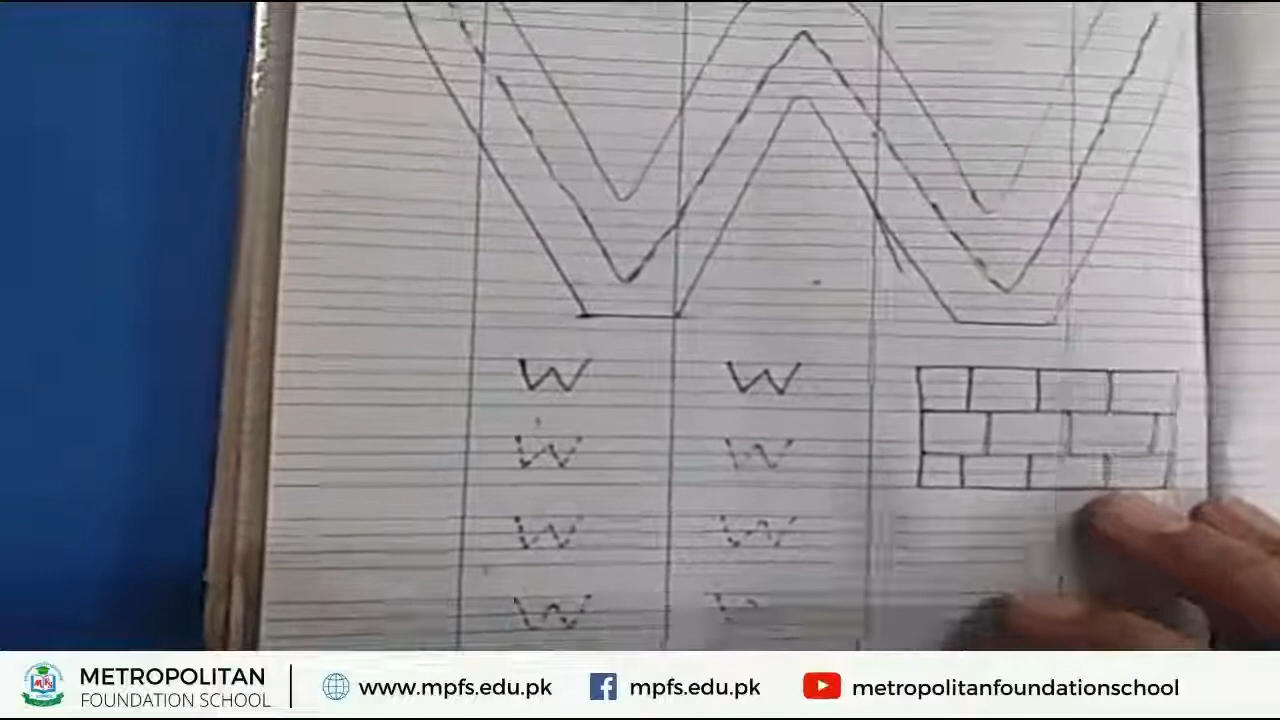 W
w w
w w
w w
w
METROPOLITAN
FOUNDATION SCHOOL
www.mpfs.edu.pk
mpfs.edu.pk
metropolitanfoundationschool